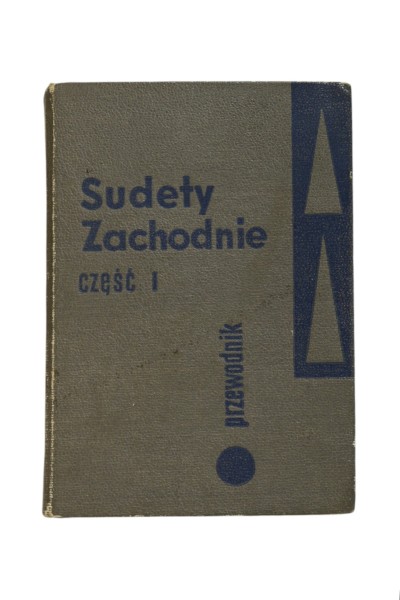 Sudety
Zachodnie
CZĘŚĆ I
przewodnik